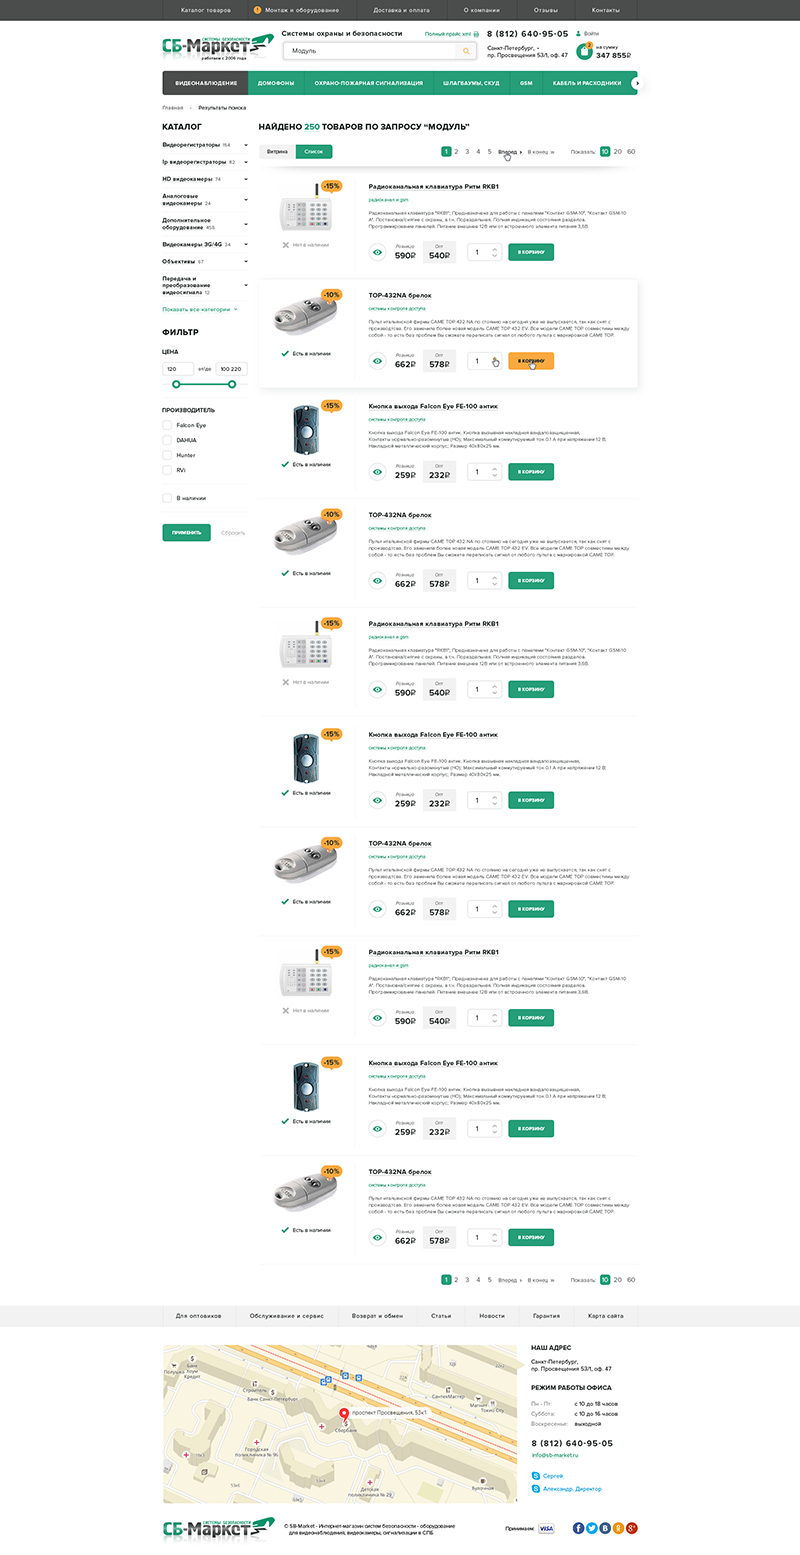 Каталог товаров
Монтаж и оборудование
Доставка и оплата
О компании
Отзывы
Контакты
системы безопасности
СБ-Маркет
работаем с 2006 года
Системы охраны и безопасности
Полный прайс xml
Модуль
8 (812) 640-95-05
Санкт-Петербург,
пр. Просвещения 53/1, оф. 47
Войти
на сумму
347 855₽
ВИДЕОНАБЛЮДЕНИЕ
ДОМОФОНЫ
ОХРАНО-ПОЖАРНАЯ СИГНАЛИЗАЦИЯ
ШЛАГБАУМЫ, СКУД
GSM
КАБЕЛЬ И РАСХОДНИКИ
Главная
Результаты поиска
КАТАЛОГ
Видеорегистраторы 164
Ip видеорегистраторы 82
HD видеокамеры 74
Аналоговые
видеокамеры 24
Дополнительное
оборудование 458
Видеокамеры 3G/4G 34
Объективы 67
Передача и
преобразование
видеосигнала 12
Показать все категории
ФИЛЬТР
ЦЕНА
120 от/до 100 220
ПРОИЗВОДИТЕЛЬ
Falcon Eye
DAHUA
Hunter
RVi
В наличии
ПРИМЕНИТЬ
Сбросить
НАЙДЕНО 250 ТОВАРОВ ПО ЗАПРОСУ “МОДУЛЬ”
Витрина
Список
1 2 3 4 5 Вперед В конец »
Показать: 10 20 60
-15%
Нет в наличии
Радиоканальная клавиатура Ритм RKB1
радиоканал и gsm
Радиоканальная клавиатура "RKB1"; Предназначена для работы с панелями "Контакт GSM-10", "Контакт GSM-10
А". Постановка/снятие с охраны, в т.ч. Пораздельная. Полная индикация состояния разделов.
Программирование панелей. Питание внешнее 12В или от встроенного элемента питания 3,6В.
Розница
590₽
Опт
540₽
1
В КОРЗИНУ
-10%
Есть в наличии
TOP-432NA брелок
системы контроля доступа
Пульт итальянской фирмы CAME TOP 432 NA по столянию на сегодня уже не выпускается, так как снят с
производства. Его заменила более новая модель CAME TOP 432 EV. Все модели CAME TOP совместимы между
собой - то есть без проблем Вы сможете переписать сигнал от любого пульта с маркировкой CAME TOP.
Розница
662₽
Опт
578₽
1
В КОРЗИНУ
-15%
Есть в наличии
Кнопка выхода Falcon Eye FE-100 антик
системы контроля доступа
Кнопка выхода Falcon Eye FE-100 антик. Кнопка вызывная накладная вандалозащищенная,
Контакты нормально-разомкнутые (НО); Максимальный коммутируемый ток 0.1 А при напряжении 12 В;
Накладной металлический корпус; Размер 40х80х25 мм.
Розница
259₽
Опт
232₽
1
В КОРЗИНУ
-10%
Есть в наличии
TOP-432NA брелок
системы контроля доступа
Пульт итальянской фирмы CAME TOP 432 NA по столянию на сегодня уже не выпускается, так как снят с
производства. Его заменила более новая модель CAME TOP 432 EV. Все модели CAME TOP совместимы между
собой - то есть без проблем Вы сможете переписать сигнал от любого пульта с маркировкой CAME TOP.
Розница
662₽
Опт
578₽
1
В КОРЗИНУ
-15%
Нет в наличии
Радиоканальная клавиатура Ритм RKB1
радиоканал и gsm
Радиоканальная клавиатура "RKB1"; Предназначена для работы с панелями "Контакт GSM-10", "Контакт GSM-10
А". Постановка/снятие с охраны, в т.ч. Пораздельная. Полная индикация состояния разделов.
Программирование панелей. Питание внешнее 12В или от встроенного элемента питания 3,6В.
Розница
590₽
Опт
540₽
1
В КОРЗИНУ
-15%
Есть в наличии
Кнопка выхода Falcon Eye FE-100 антик
системы контроля доступа
Кнопка выхода Falcon Eye FE-100 антик. Кнопка вызывная накладная вандалозащищенная,
Контакты нормально-разомкнутые (НО); Максимальный коммутируемый ток 0.1 А при напряжении 12 В;
Накладной металлический корпус; Размер 40х80х25 мм.
Розница
259₽
Опт
232₽
1
В КОРЗИНУ
-10%
Есть в наличии
TOP-432NA брелок
системы контроля доступа
Пульт итальянской фирмы CAME TOP 432 NA по столянию на сегодня уже не выпускается, так как снят с
производства. Его заменила более новая модель CAME TOP 432 EV. Все модели CAME TOP совместимы между
собой - то есть без проблем Вы сможете переписать сигнал от любого пульта с маркировкой CAME TOP.
Розница
662₽
Опт
578₽
1
В КОРЗИНУ
-15%
Нет в наличии
Радиоканальная клавиатура Ритм RKB1
радиоканал и gsm
Радиоканальная клавиатура "RKB1"; Предназначена для работы с панелями "Контакт GSM-10", "Контакт GSM-10
А". Постановка/снятие с охраны, в т.ч. Пораздельная. Полная индикация состояния разделов.
Программирование панелей. Питание внешнее 12В или от встроенного элемента питания 3,6В.
Розница
590₽
Опт
540₽
1
В КОРЗИНУ
-15%
Есть в наличии
Кнопка выхода Falcon Eye FE-100 антик
системы контроля доступа
Кнопка выхода Falcon Eye FE-100 антик. Кнопка вызывная накладная вандалозащищенная,
Контакты нормально-разомкнутые (НО); Максимальный коммутируемый ток 0.1 А при напряжении 12 В;
Накладной металлический корпус; Размер 40х80х25 мм.
Розница
259₽
Опт
232₽
1
В КОРЗИНУ
-10%
Есть в наличии
TOP-432NA брелок
системы контроля доступа
Пульт итальянской фирмы CAME TOP 432 NA по столянию на сегодня уже не выпускается, так как снят с
производства. Его заменила более новая модель CAME TOP 432 EV. Все модели CAME TOP совместимы между
собой - то есть без проблем Вы сможете переписать сигнал от любого пульта с маркировкой CAME TOP.
Розница
662₽
Опт
578₽
1
В КОРЗИНУ
1 2 3 4 5 Вперед В конец »
Показать: 10 20 60
Для оптовиков
Обслуживание и сервис
Возврат и обмен
Статьи
Новости
Гарантия
Карта сайта
Посуда
Банк
Хоум
Кредит
Строитель
Банк Санкт-Петербург
СантехМастер
Магнит
Tokyo City
проспект Просвещения, 53к1
Сбербанк
Городская
поликлиника № 96
Детская
поликлиника № 29
Булочная
53к4
53к2
НАШ АДРЕС
Санкт-Петербург,
пр. Просвещения 53/1, оф. 47
РЕЖИМ РАБОТЫ ОФИСА
Пн - Пт: с 10 до 18 часов
Суббота: с 10 до 16 часов
Воскресенье: выходной
8 (812) 640-95-05
info@sb-market.ru
Сергей
Александр. Директор
системы безопасности
СБ-Маркет
© SB-Market - Интернет-магазин систем безопасности - оборудование
для видеонаблюдения, видеокамеры, сигнализации в СПБ.
Принимаем: VISA